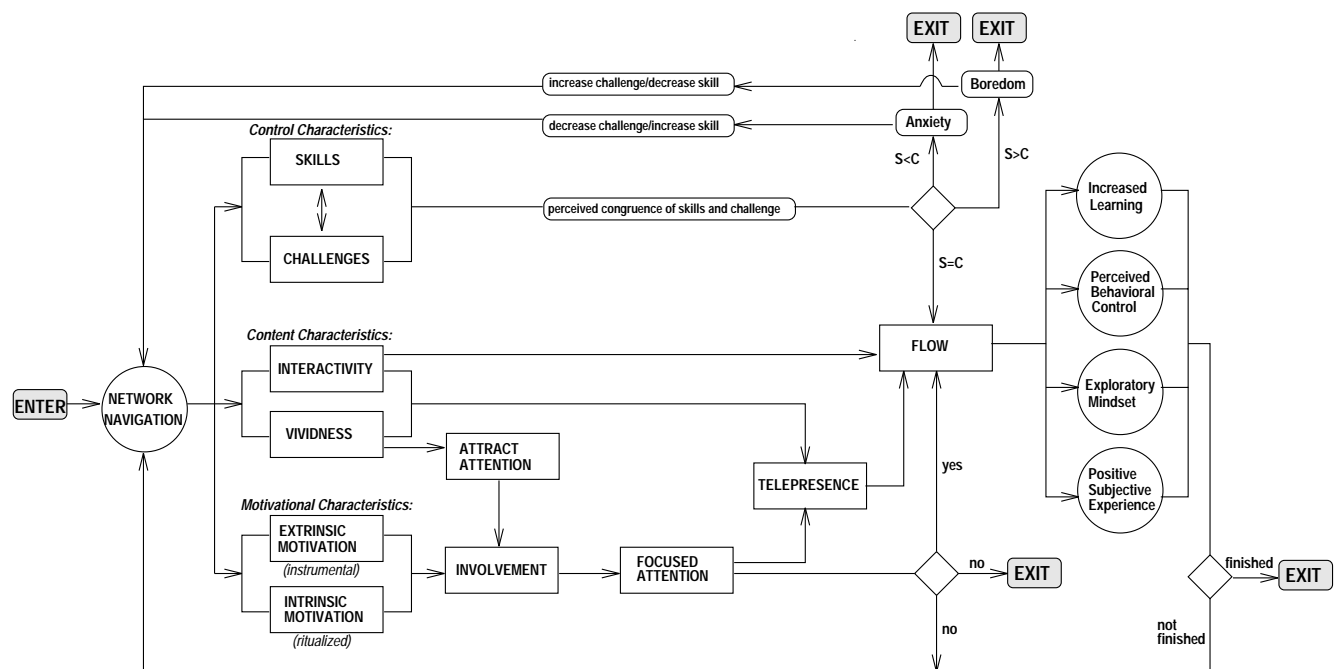 EXIT
EXIT
increase challenge/decrease skill
Boredom
decrease challenge/increase skill
Anxiety
Control Characteristics:
SKILLS
S<C
S>C
perceived congruence of skills and challenge
CHALLENGES
S=C
Increased
Learning
Perceived
Behavioral
Control
Content Characteristics:
INTERACTIVITY
FLOW
ENTER
NETWORK
NAVIGATION
VIVIDNESS
Exploratory
Mindset
ATTRACT
ATTENTION
yes
TELEPRESENCE
Positive
Subjective
Experience
Motivational Characteristics:
EXTRINSIC
MOTIVATION
(instrumental)
INVOLVEMENT
FOCUSED
ATTENTION
no
EXIT
finished
EXIT
INTRINSIC
MOTIVATION
(ritualized)
no
not
finished